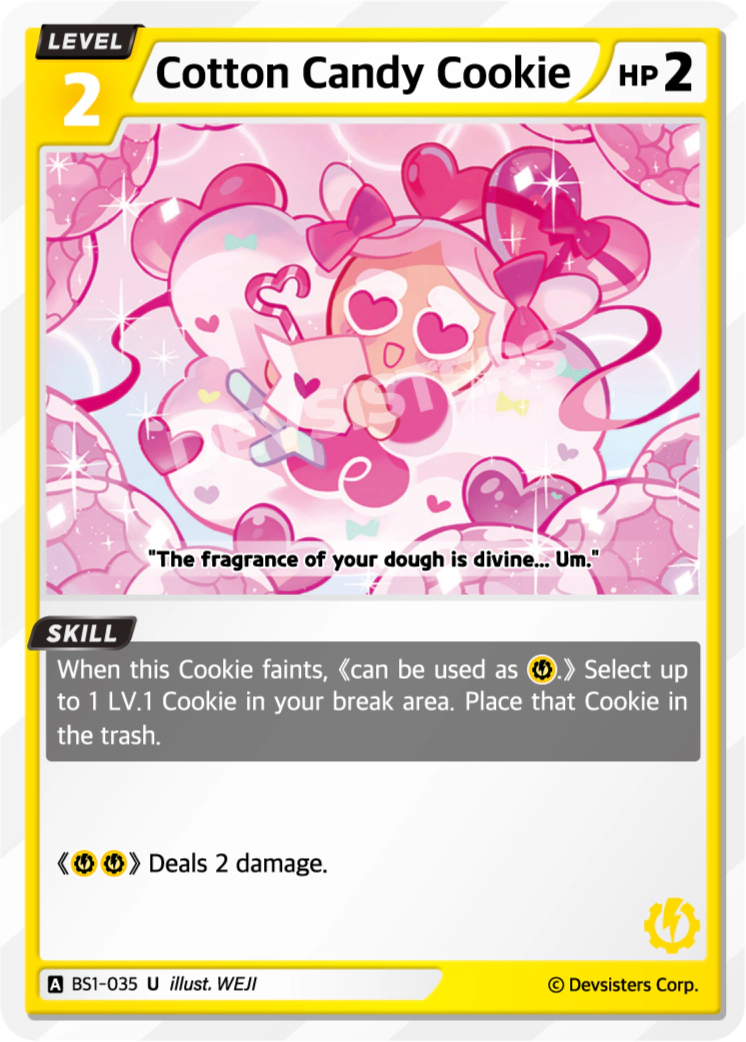 LEVEL
2
Cotton Candy Cookie
HP 2
DEVSISTERS
"The fragrance of your dough is divine... Um."
SKILL
When this Cookie faints, 《can be used as .》 Select up
to 1 LV.1 Cookie in your break area. Place that Cookie in
the trash.
《 》 Deals 2 damage.
A BS1-035 U illust. WEJI
© Devsisters Corp.